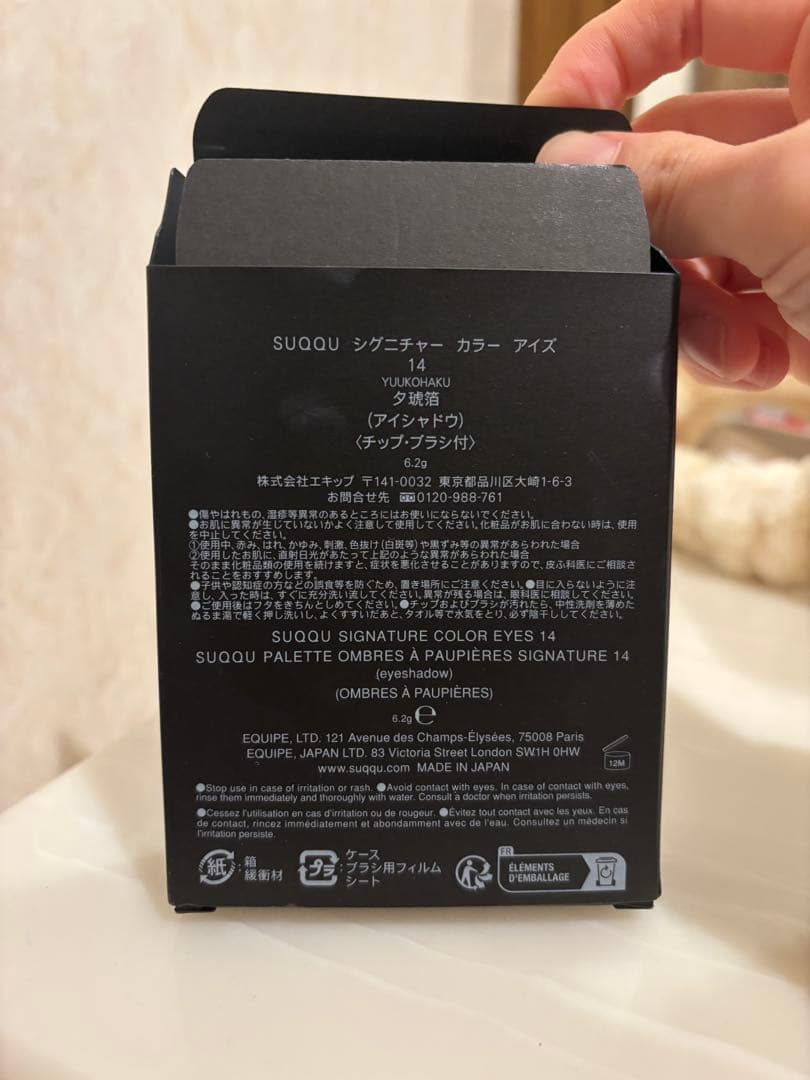 SUQQU シグニチャー カラー アイズ
14
YUUKOHAKU
夕琥箔
(アイシャドウ)
〈チップ・ブラシ付〉
6.2g
株式会社エキップ 〒141-0032 東京都品川区大崎1-6-3
お問合せ先 0120-988-761
●傷やはれもの、湿疹等異常のあるところにはお使いにならないでください。
●お肌に異常が生じていないかよく注意して使用してください。化粧品がお肌に合わない時は、使用
を中止してください。
①使用中、赤み、はれ、かゆみ、刺激、色抜け(白斑等)や黒ずみ等の異常があらわれた場合
②使用したお肌に、直射日光があたって上記のような異常があらわれた場合
そのまま化粧品類の使用を続けますと、症状を悪化させることがありますので、皮ふ科医にご相談さ
れることをおすすめします。
●子供や認知症の方などの誤食等を防ぐため、置き場所にご注意ください。●目に入らないように注
意し、入った時は、すぐに充分洗い流してください。異常が残る場合は、眼科医に相談してください。
●ご使用後はフタをきちんとしめてください。●チップおよびブラシが汚れたら、中性洗剤を薄めた
ぬるま湯で軽く押し洗いし、よくすすいだあと、タオル等で水気をとり、必ず陰干ししてください。
SUQQU SIGNATURE COLOR EYES 14
SUQQU PALETTE OMBRES À PAUPIÈRES SIGNATURE 14
(eyeshadow)
(OMBRES À PAUPIÈRES)
6.2g ℮
EQUIPE, LTD. 121 Avenue des Champs-Élysées, 75008 Paris
EQUIPE, JAPAN LTD. 83 Victoria Street London SW1H 0HW
www.suqqu.com MADE IN JAPAN
12M
●Stop use in case of irritation or rash. ●Avoid contact with eyes. In case of contact with eyes,
rinse them immediately and thoroughly with water. Consult a doctor when irritation persists.
●Cessez l'utilisation en cas d'irritation ou de rougeur. ●Évitez tout contact avec les yeux. En cas
de contact, rincez immédiatement et abondamment avec de l'eau. Consultez un médecin si
l'irritation persiste.
紙 箱
緩衝材
プラ ケース
ブラシ用フィルム
シート
FR
ÉLÉMENTS
D'EMBALLAGE